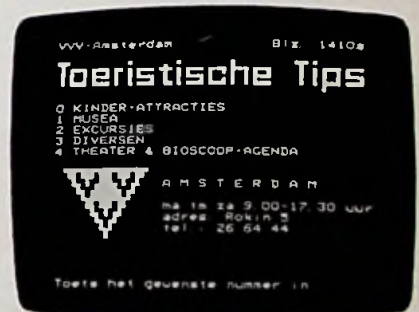 VVV-Amsterdam Blz. 1410a
Toeristische Tips
0 KINDER-ATTRACTIES
1 MUSEA
2 EXCURSIES
3 DIVERSEN
4 THEATER & BIOSCOOP-AGENDA
AMSTERDAM
ma tm za 9.00-17.30 uur
adres: Rokin 5
tel.: 26 64 44
Toets het gewenste nummer in